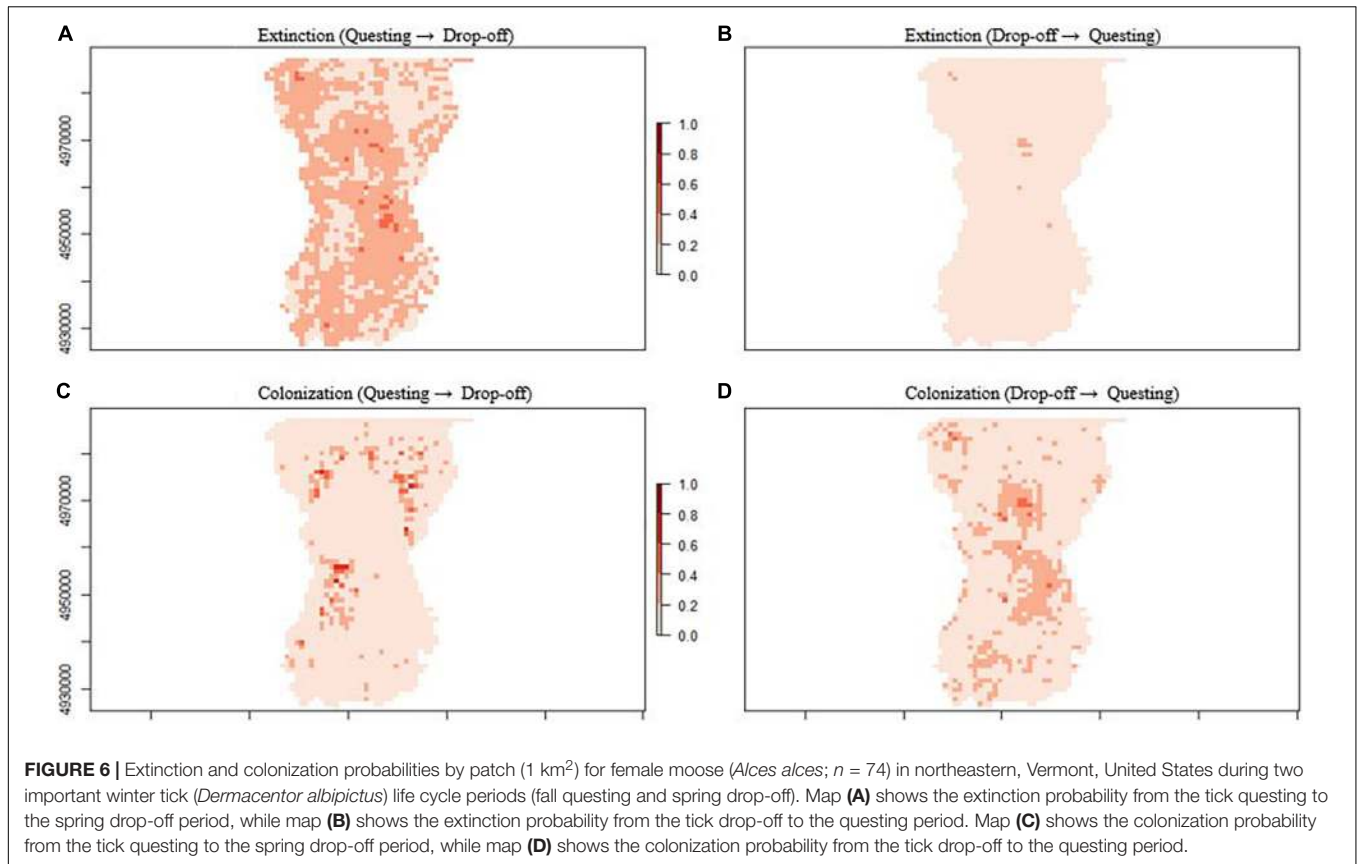 A
Extinction (Questing → Drop-off)
4970000
4950000
4930000
1.0
0.8
0.6
0.4
0.2
0.0
B
Extinction (Drop-off → Questing)
C
Colonization (Questing → Drop-off)
4970000
4950000
4930000
1.0
0.8
0.6
0.4
0.2
0.0
D
Colonization (Drop-off → Questing)
FIGURE 6 | Extinction and colonization probabilities by patch (1 km²) for female moose (Alces alces; n = 74) in northeastern, Vermont, United States during two
important winter tick (Dermacentor albipictus) life cycle periods (fall questing and spring drop-off). Map (A) shows the extinction probability from the tick questing to
the spring drop-off period, while map (B) shows the extinction probability from the tick drop-off to the questing period. Map (C) shows the colonization probability
from the tick questing to the spring drop-off period, while map (D) shows the colonization probability from the tick drop-off to the questing period.